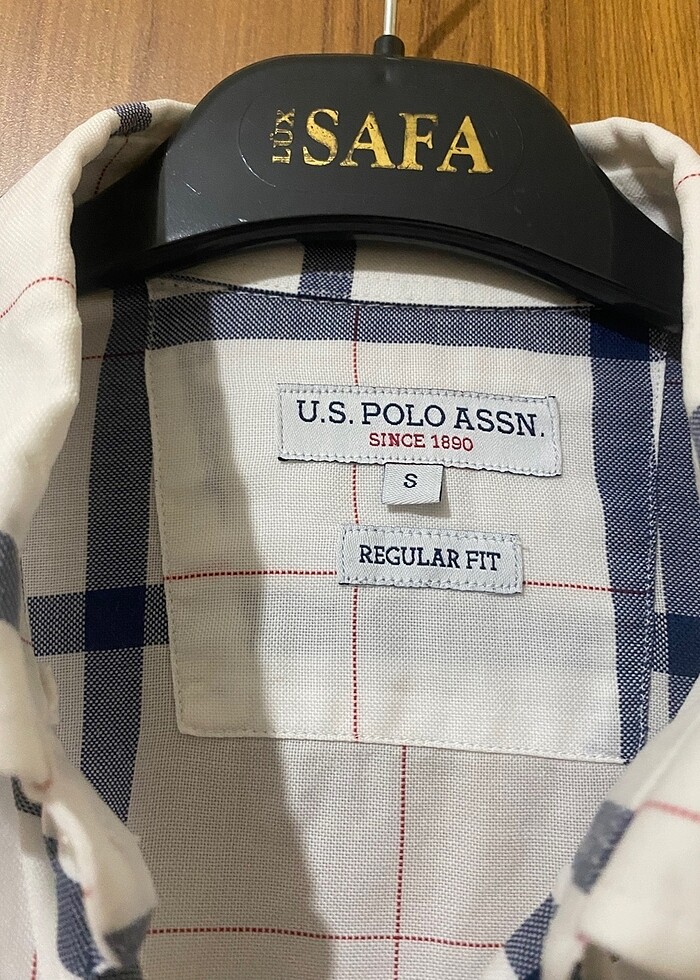 LÜX
SAFA
U.S. POLO ASSN.
SINCE 1890
S
REGULAR FIT